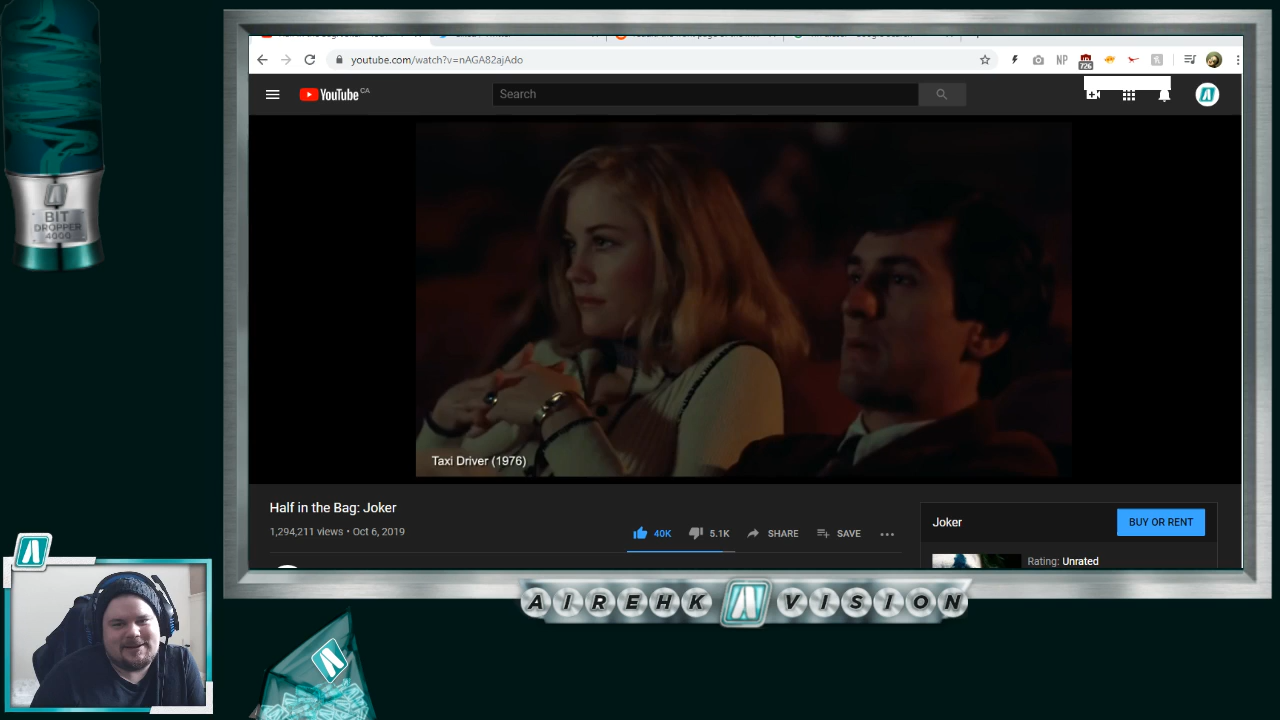 youtube.com/watch?v=nAGA82ajAdo
NP
726
YouTube CA
Search
BIT
DROPPER
4000
Taxi Driver (1976)
Half in the Bag: Joker
1,294,211 views • Oct 6, 2019
40K
5.1K
SHARE
SAVE
Joker
BUY OR RENT
Rating: Unrated
AIREHK VISION